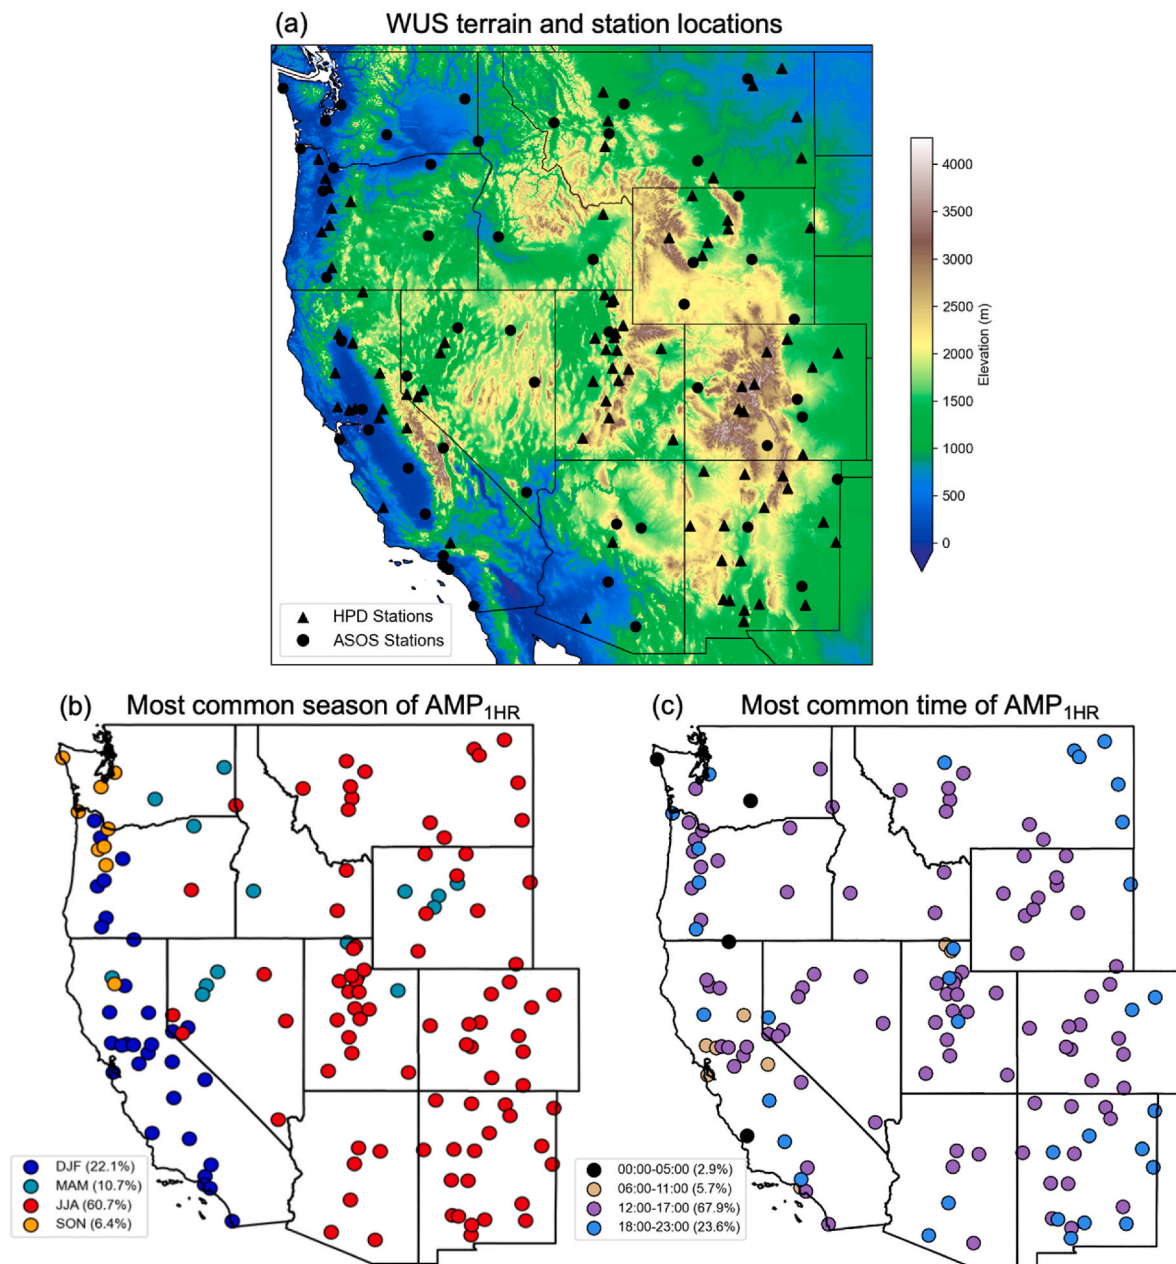 (a) WUS terrain and station locations
4000
3500
3000
2500
2000
1500
1000
500
0
Elevation (m)
HPD Stations
ASOS Stations
(b) Most common season of AMP1HR
DJF (22.1%)
MAM (10.7%)
JJA (60.7%)
SON (6.4%)
(c) Most common time of AMP1HR
00:00-05:00 (2.9%)
06:00-11:00 (5.7%)
12:00-17:00 (67.9%)
18:00-23:00 (23.6%)